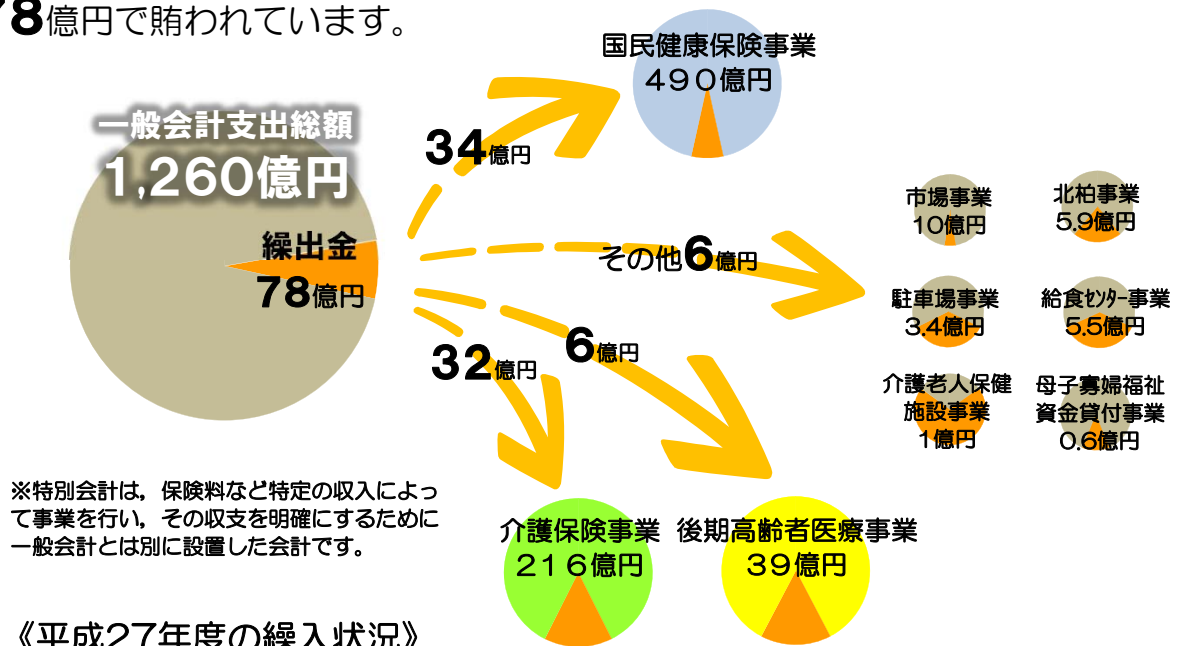 78億円で賄われています。
国民健康保険事業
490億円
一般会計支出総額
1,260億円
34億円
繰出金
78億円
その他6億円
市場事業
10億円
北柏事業
5.9億円
駐車場事業
3.4億円
給食ｾﾝﾀｰ事業
5.5億円
介護老人保健
施設事業
1億円
母子寡婦福祉
資金貸付事業
0.6億円
32億円
6億円
介護保険事業
216億円
後期高齢者医療事業
39億円
※特別会計は，保険料など特定の収入によっ
て事業を行い，その収支を明確にするために
一般会計とは別に設置した会計です。
《平成27年度の繰入状況》